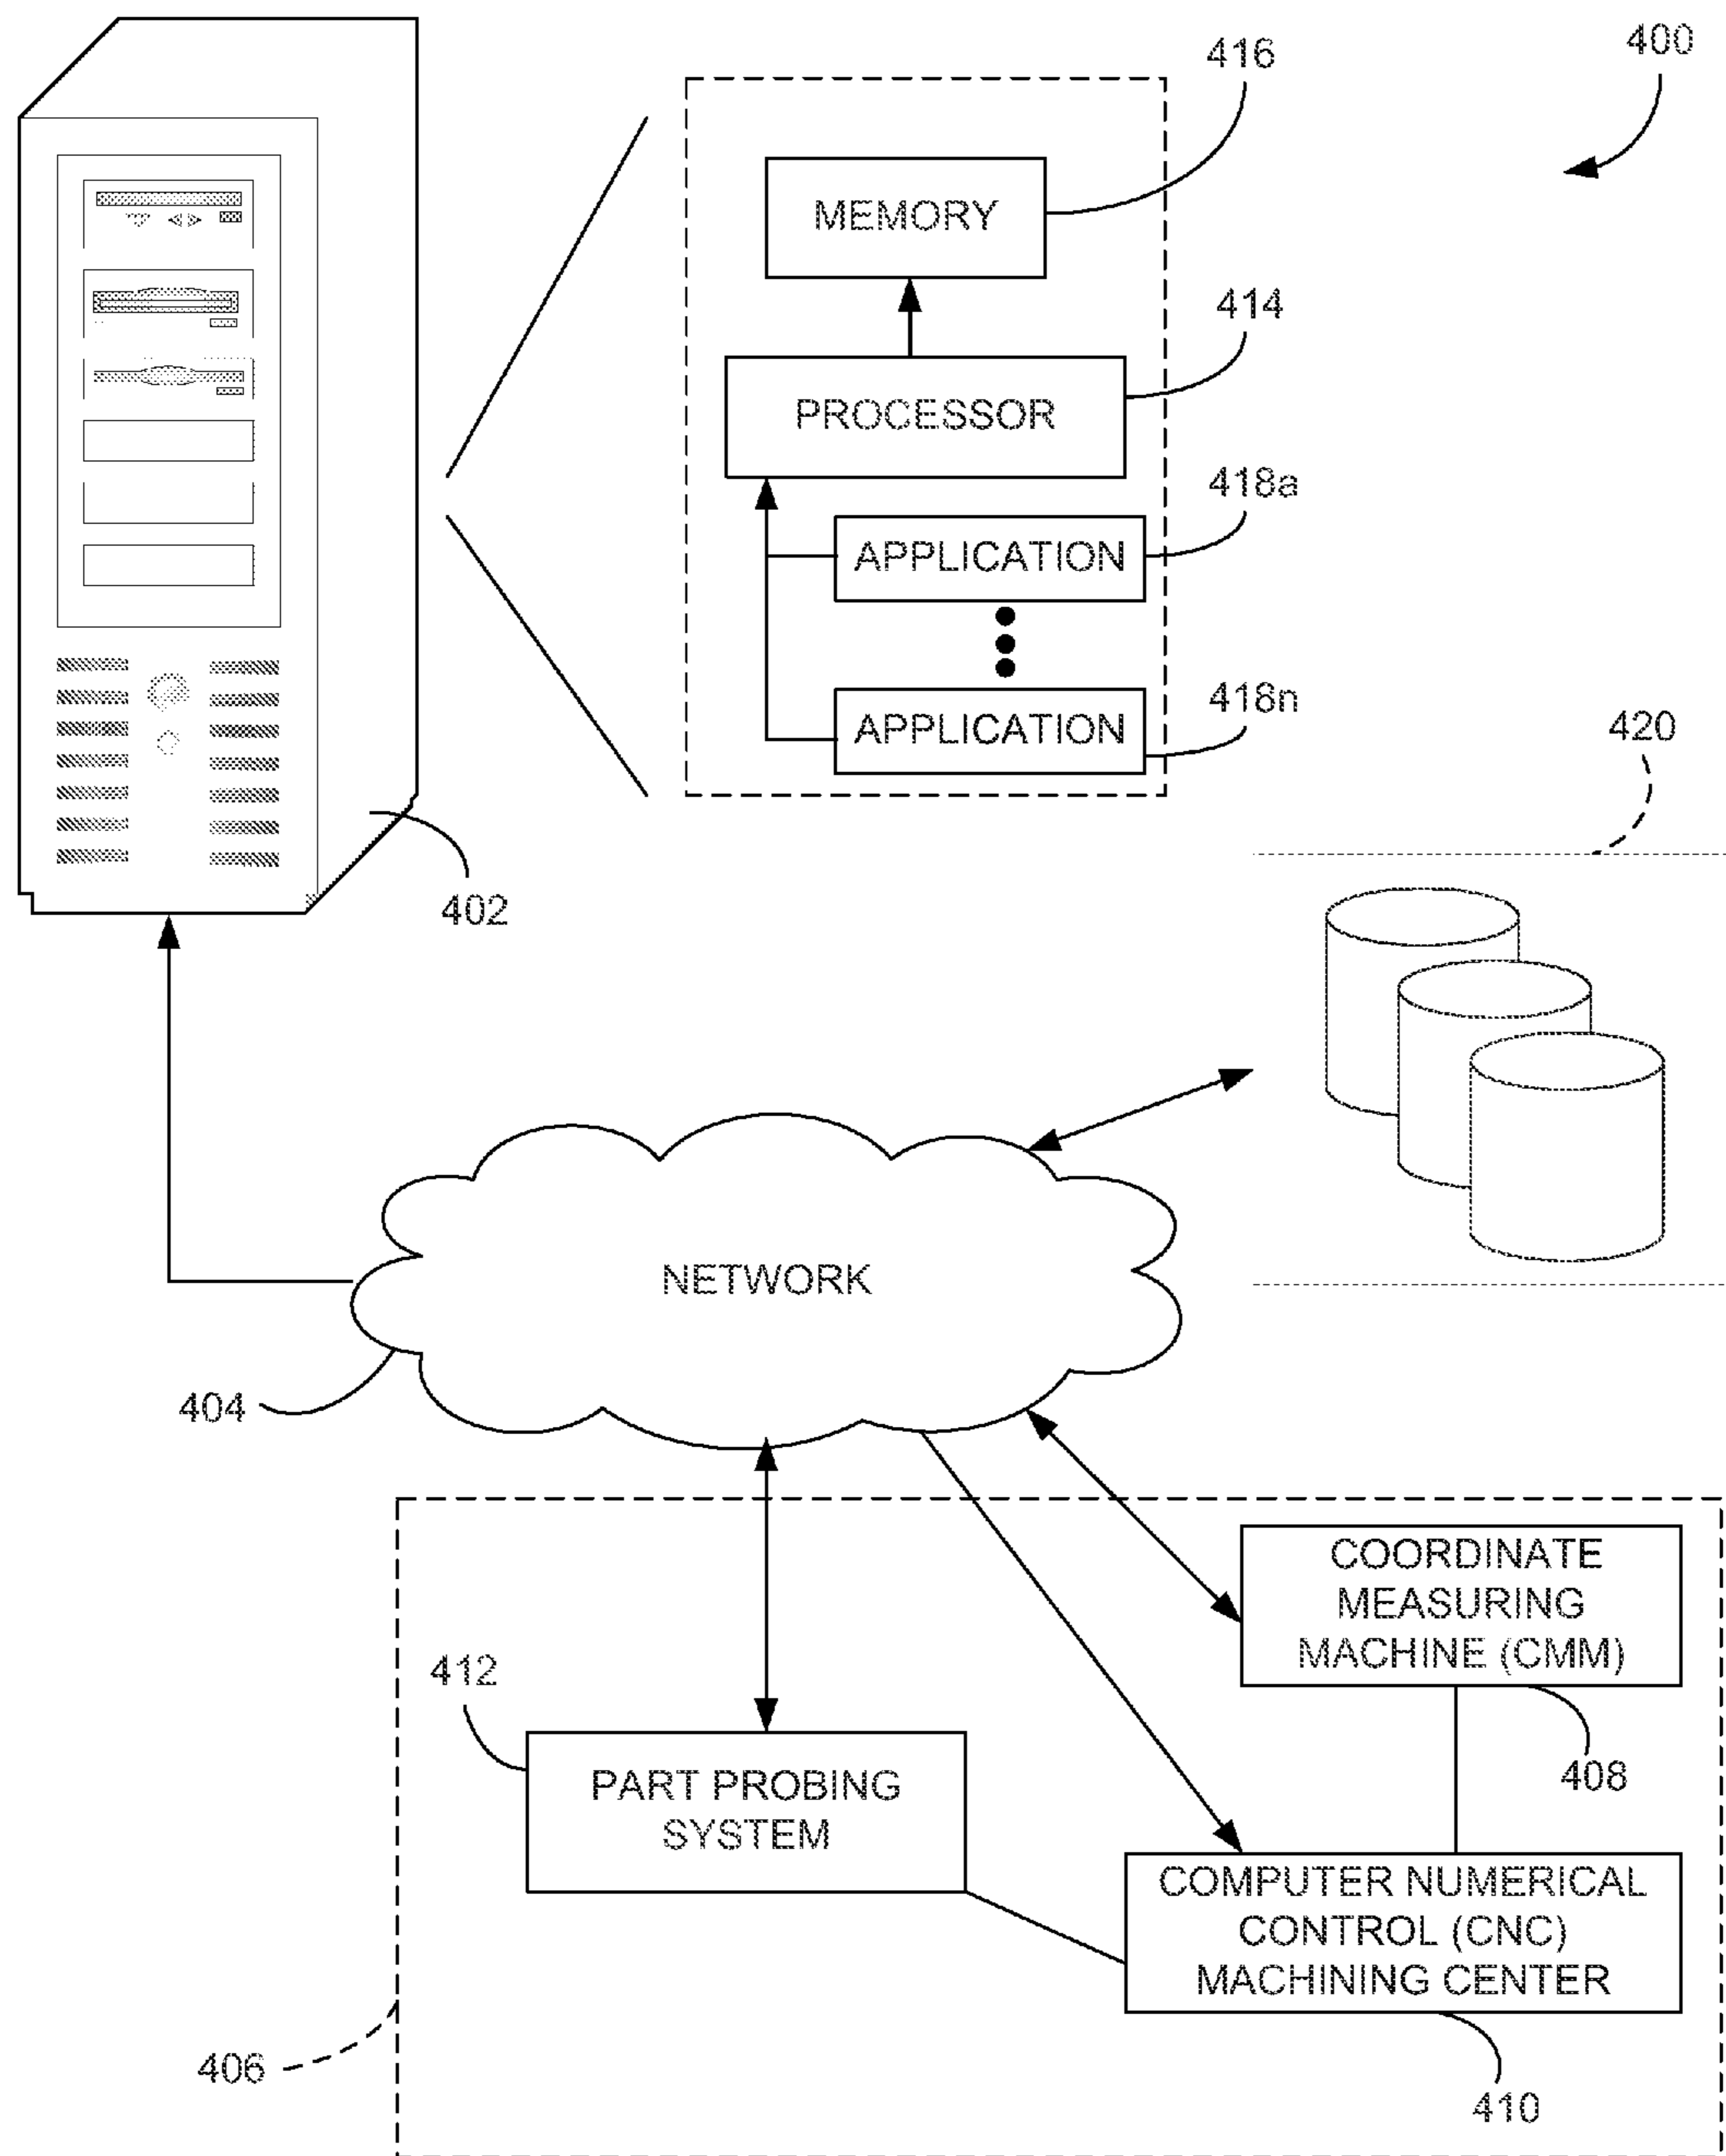 400
416
MEMORY
414
PROCESSOR
418a
APPLICATION
418n
APPLICATION
420
402
NETWORK
404
COORDINATE
MEASURING
MACHINE (CMM)
412
408
PART PROBING
SYSTEM
COMPUTER NUMERICAL
CONTROL (CNC)
MACHINING CENTER
406
410